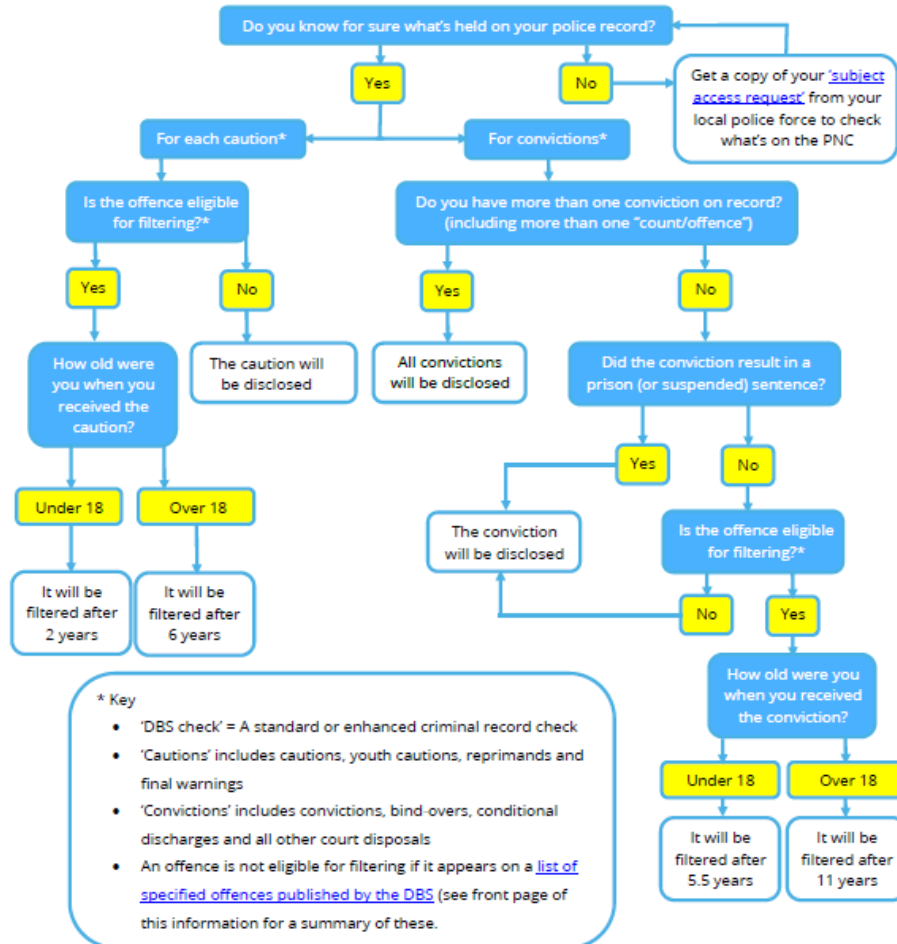 Do you know for sure what's held on your police record?
Yes
No
Get a copy of your 'subject
access request' from your
local police force to check
what's on the PNC
For each caution*
For convictions*
Is the offence eligible
for filtering?*
Do you have more than one conviction on record?
(including more than one "count/offence")
Yes
No
Yes
No
How old were
you when you
received the
caution?
The caution will
be disclosed
All convictions
will be disclosed
Did the conviction result in a
prison (or suspended) sentence?
Yes
No
Under 18
Over 18
The conviction
will be disclosed
Is the offence eligible
for filtering?*
It will be
filtered after
2 years
It will be
filtered after
6 years
No
Yes
How old were you
when you received
the conviction?
Under 18
Over 18
It will be
filtered after
5.5 years
It will be
filtered after
11 years
* Key
• 'DBS check' = A standard or enhanced criminal record check
• 'Cautions' includes cautions, youth cautions, reprimands and
final warnings
• 'Convictions' includes convictions, bind-overs, conditional
discharges and all other court disposals
• An offence is not eligible for filtering if it appears on a list of
specified offences published by the DBS (see front page of
this information for a summary of these.